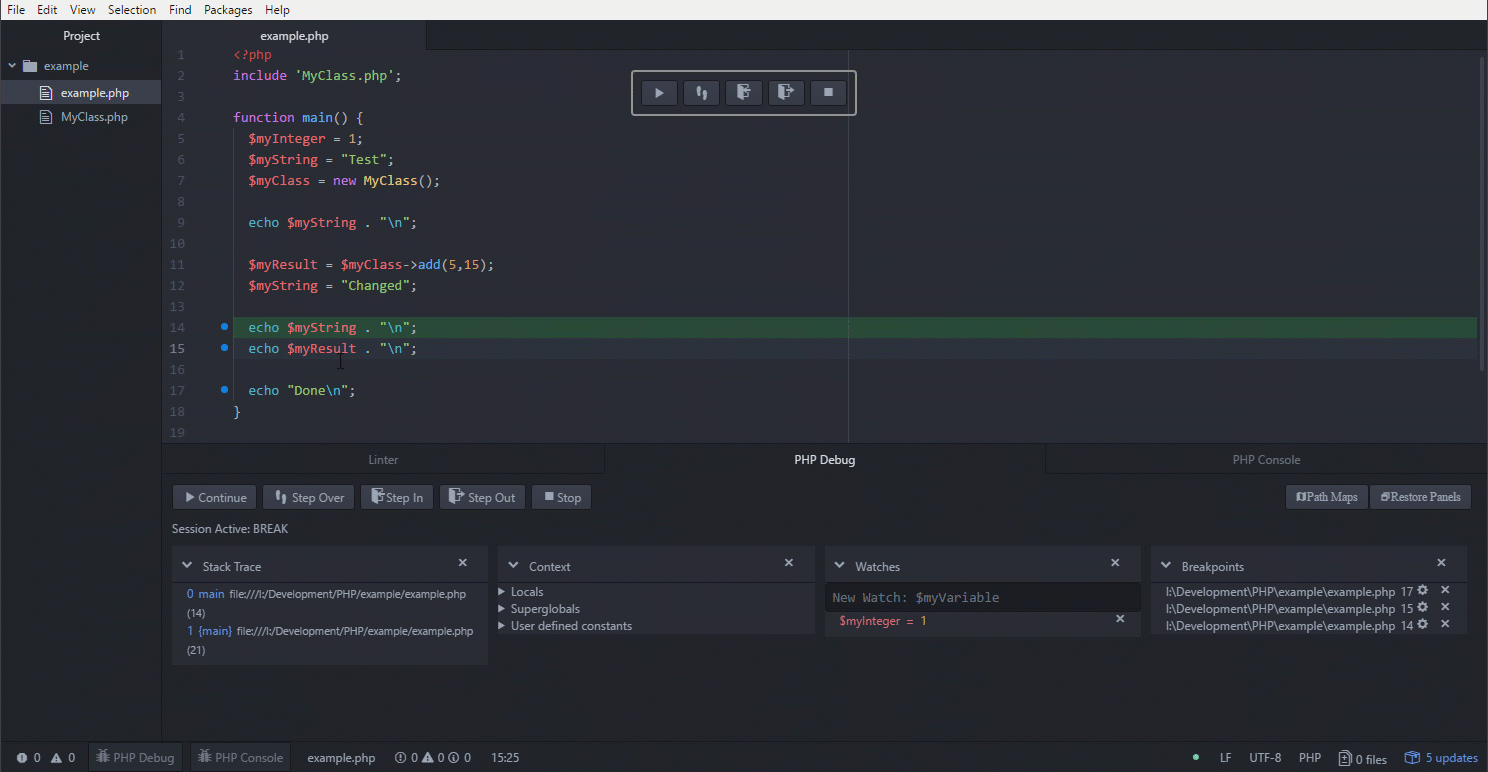 File Edit View Selection Find Packages Help
Project
example
example.php
MyClass.php
example.php
1 <?php
2 include 'MyClass.php';
3
4 function main() {
5 $myInteger = 1;
6 $myString = "Test";
7 $myClass = new MyClass();
8
9 echo $myString . "\n";
10
11 $myResult = $myClass->add(5,15);
12 $myString = "Changed";
13
14 echo $myString . "\n";
15 echo $myResult . "\n";
16
17 echo "Done\n";
18 }
19
Linter PHP Debug PHP Console
Continue Step Over Step In Step Out Stop Path Maps Restore Panels
Session Active: BREAK
Stack Trace
0 main file:///I:/Development/PHP/example/example.php
(14)
1 {main} file:///I:/Development/PHP/example/example.php
(21)
Context
Locals
Superglobals
User defined constants
Watches
New Watch: $myVariable
$myInteger = 1
Breakpoints
I:\Development\PHP\example\example.php 17
I:\Development\PHP\example\example.php 15
I:\Development\PHP\example\example.php 14
0 0 PHP Debug PHP Console example.php 0 0 0 15:25 LF UTF-8 PHP 0 files 5 updates